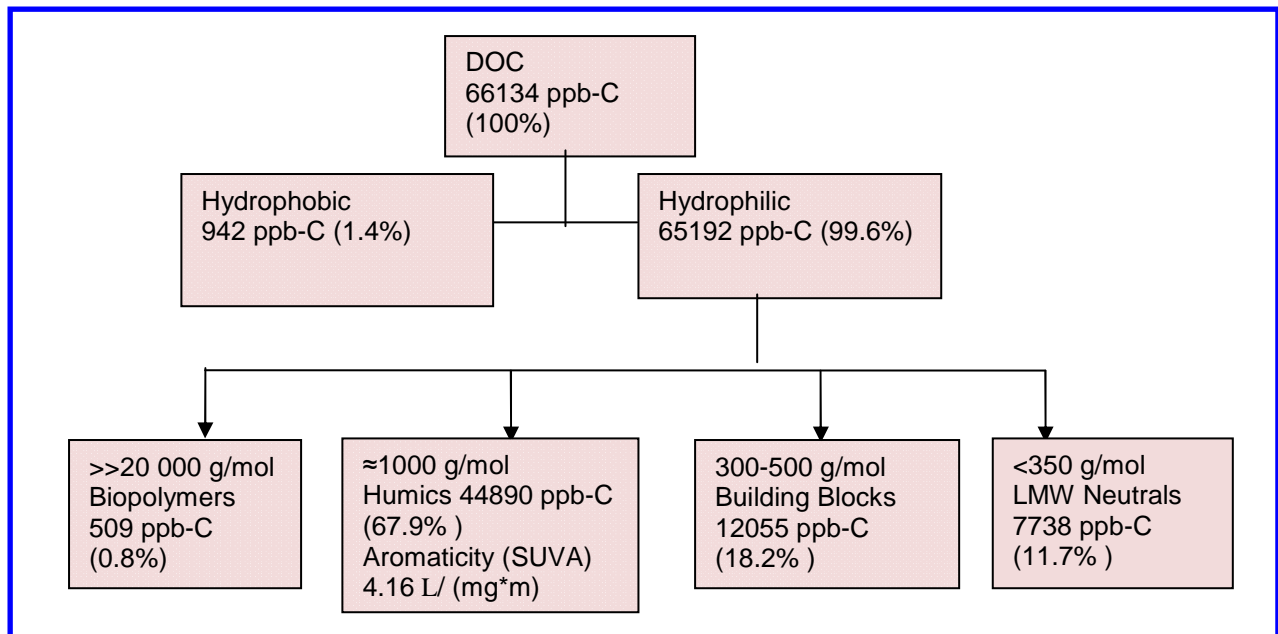 DOC
66134 ppb-C
(100%)
Hydrophobic
942 ppb-C (1.4%)
Hydrophilic
65192 ppb-C (99.6%)
>>20 000 g/mol
Biopolymers
509 ppb-C
(0.8%)
≈1000 g/mol
Humics 44890 ppb-C
(67.9% )
Aromaticity (SUVA)
4.16 L/ (mg*m)
300-500 g/mol
Building Blocks
12055 ppb-C
(18.2% )
<350 g/mol
LMW Neutrals
7738 ppb-C
(11.7% )